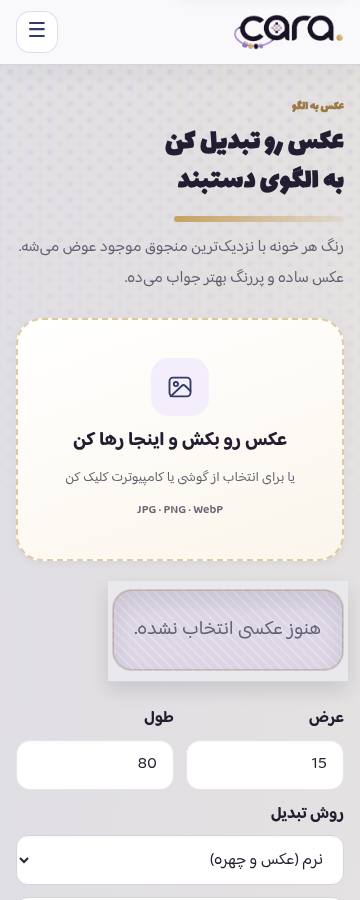 ☰
cara.
عکس به الگو
عکس رو تبدیل کن
به الگوی دستبند
رنگ هر خونه با نزدیک‌ترین منجوق موجود عوض می‌شه.
عکس ساده و پررنگ بهتر جواب می‌ده.
عکس رو بکش و اینجا رها کن
یا برای انتخاب از گوشی یا کامپیوترت کلیک کن
JPG · PNG · WebP
هنوز عکسی انتخاب نشده.
عرض
طول
15
80
روش تبدیل
نرم (عکس و چهره)